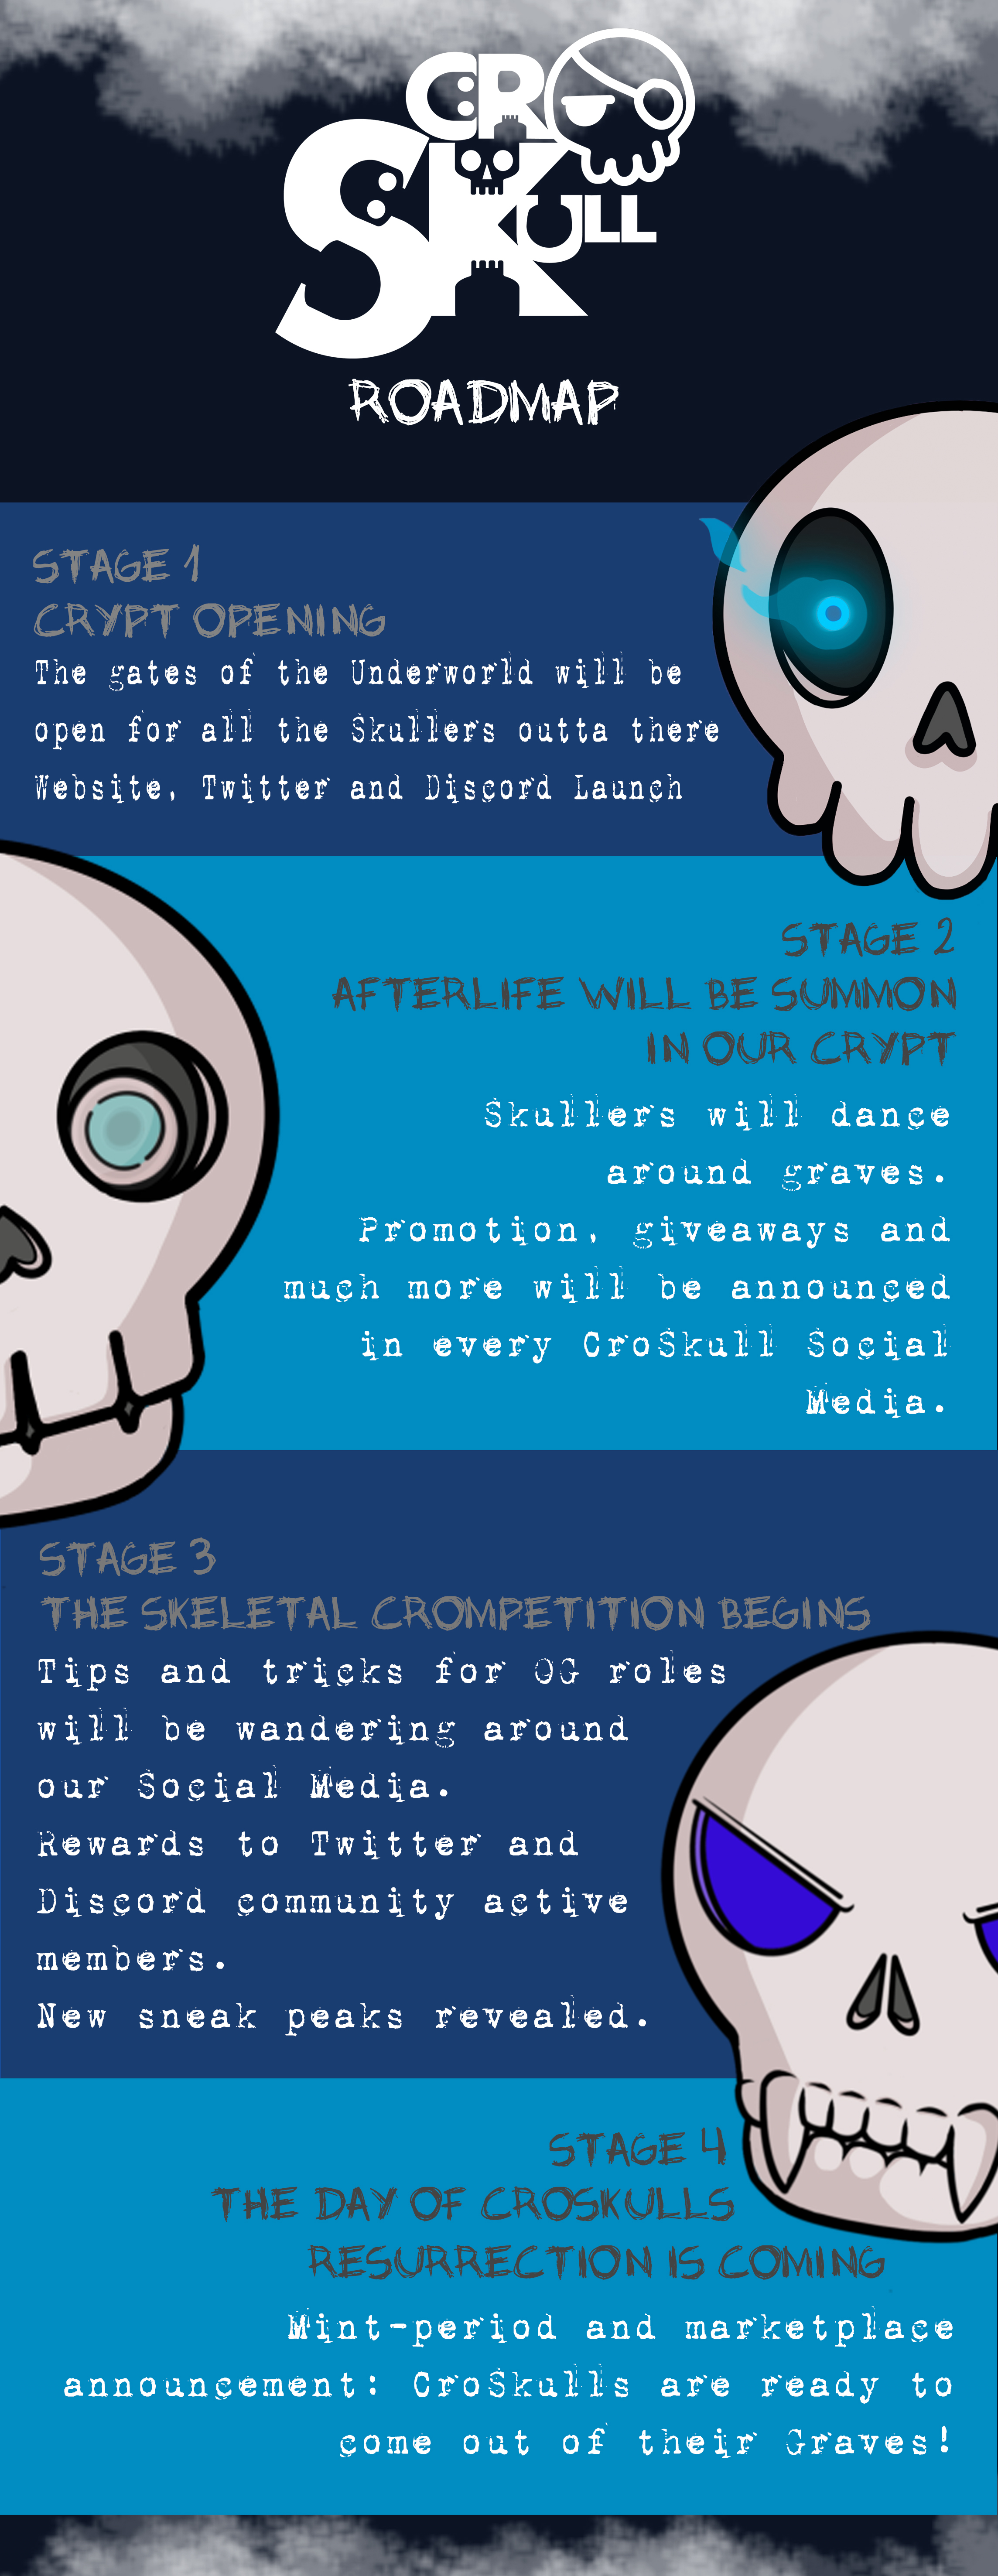 CRO
SKULL
ROADMAP
STAGE 1
CRYPT OPENING
The gates of the Underworld will be
open for all the Skullers outta there
Website, Twitter and Discord Launch
STAGE 2
AFTERLIFE WILL BE SUMMON
IN OUR CRYPT
Skullers will dance
around graves.
Promotion, giveaways and
much more will be announced
in every CroSkull Social
Media.
STAGE 3
THE SKELETAL CROMPETITION BEGINS
Tips and tricks for OG roles
will be wandering around
our Social Media.
Rewards to Twitter and
Discord community active
members.
New sneak peaks revealed.
STAGE 4
THE DAY OF CROSKULLS
RESURRECTION IS COMING
Mint-period and marketplace
announcement: CroSkulls are ready to
come out of their Graves!